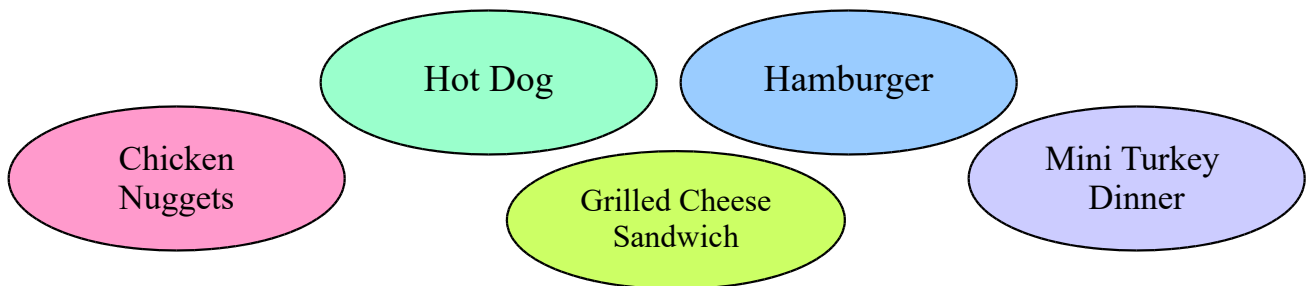 Hot Dog
Hamburger
Chicken
Nuggets
Grilled Cheese
Sandwich
Mini Turkey
Dinner